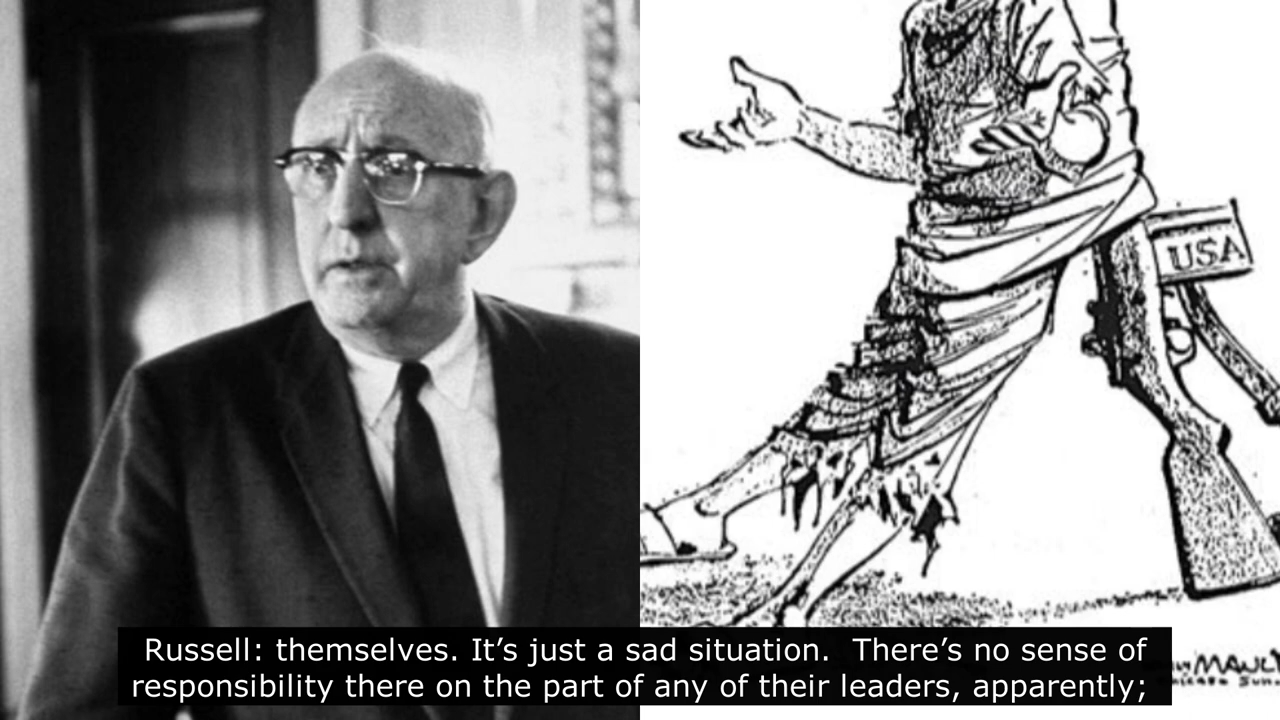 USA
MAUL
Russell: themselves. It’s just a sad situation.  There’s no sense of
responsibility there on the part of any of their leaders, apparently;